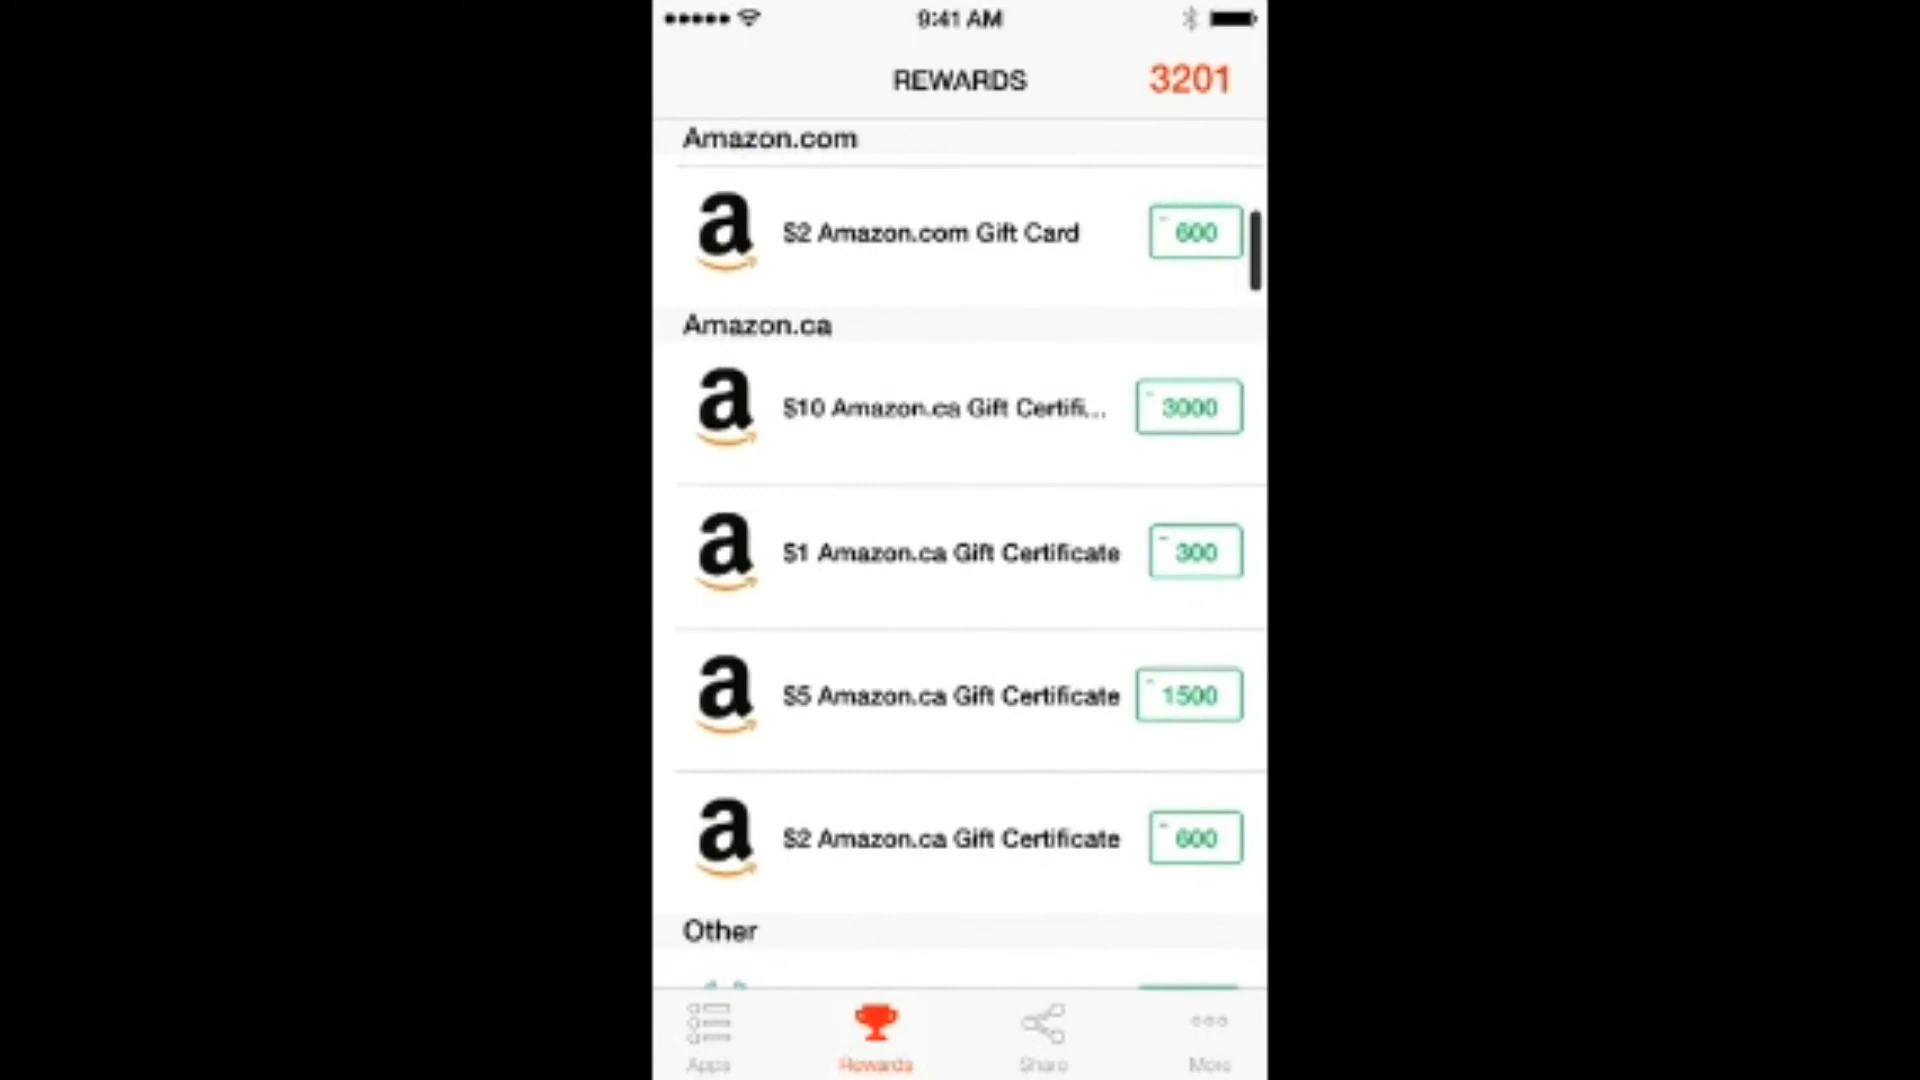 9:41 AM
REWARDS
3201
Amazon.com
$2 Amazon.com Gift Card
600
Amazon.ca
$10 Amazon.ca Gift Certifi...
3000
$1 Amazon.ca Gift Certificate
300
$5 Amazon.ca Gift Certificate
1500
$2 Amazon.ca Gift Certificate
600
Other
Apps
Rewards
Share
More